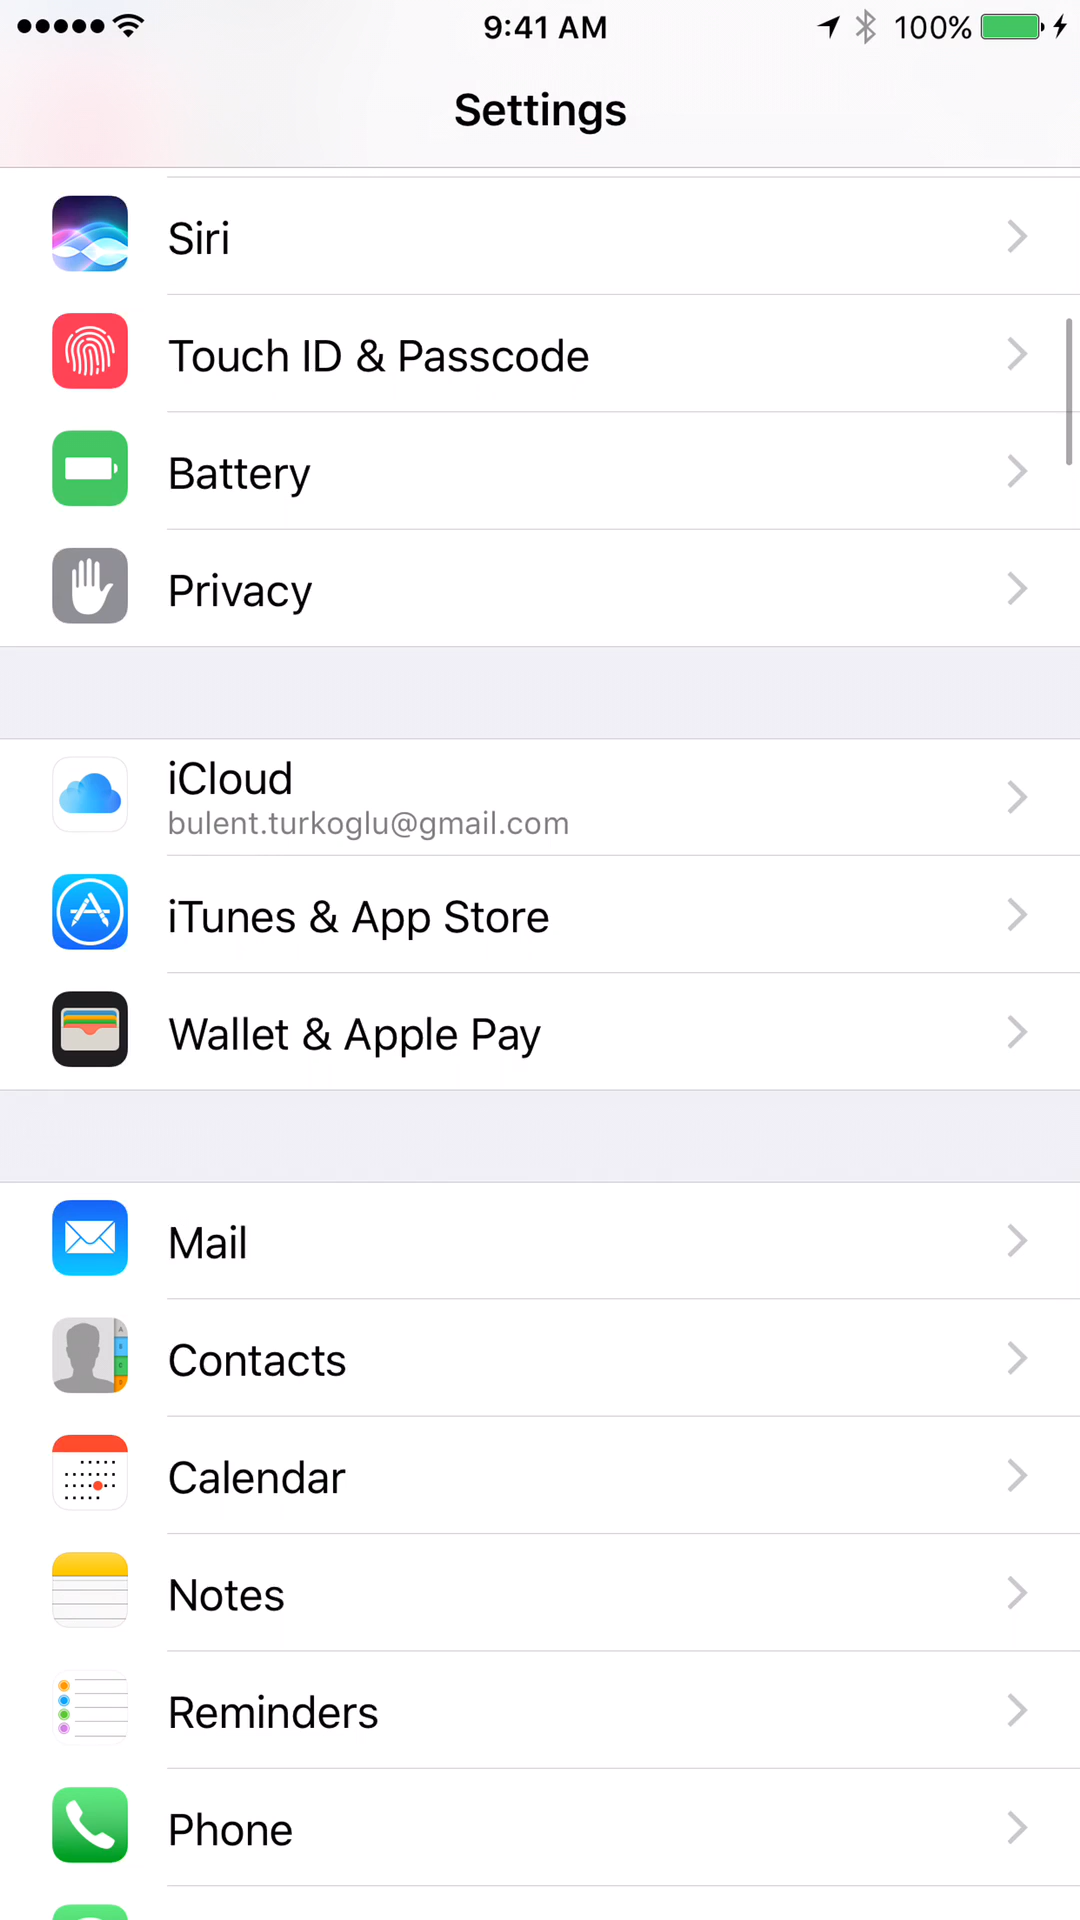 9:41 AM
100%
Settings
Siri
Touch ID & Passcode
Battery
Privacy
iCloud
bulent.turkoglu@gmail.com
iTunes & App Store
Wallet & Apple Pay
Mail
Contacts
Calendar
Notes
Reminders
Phone